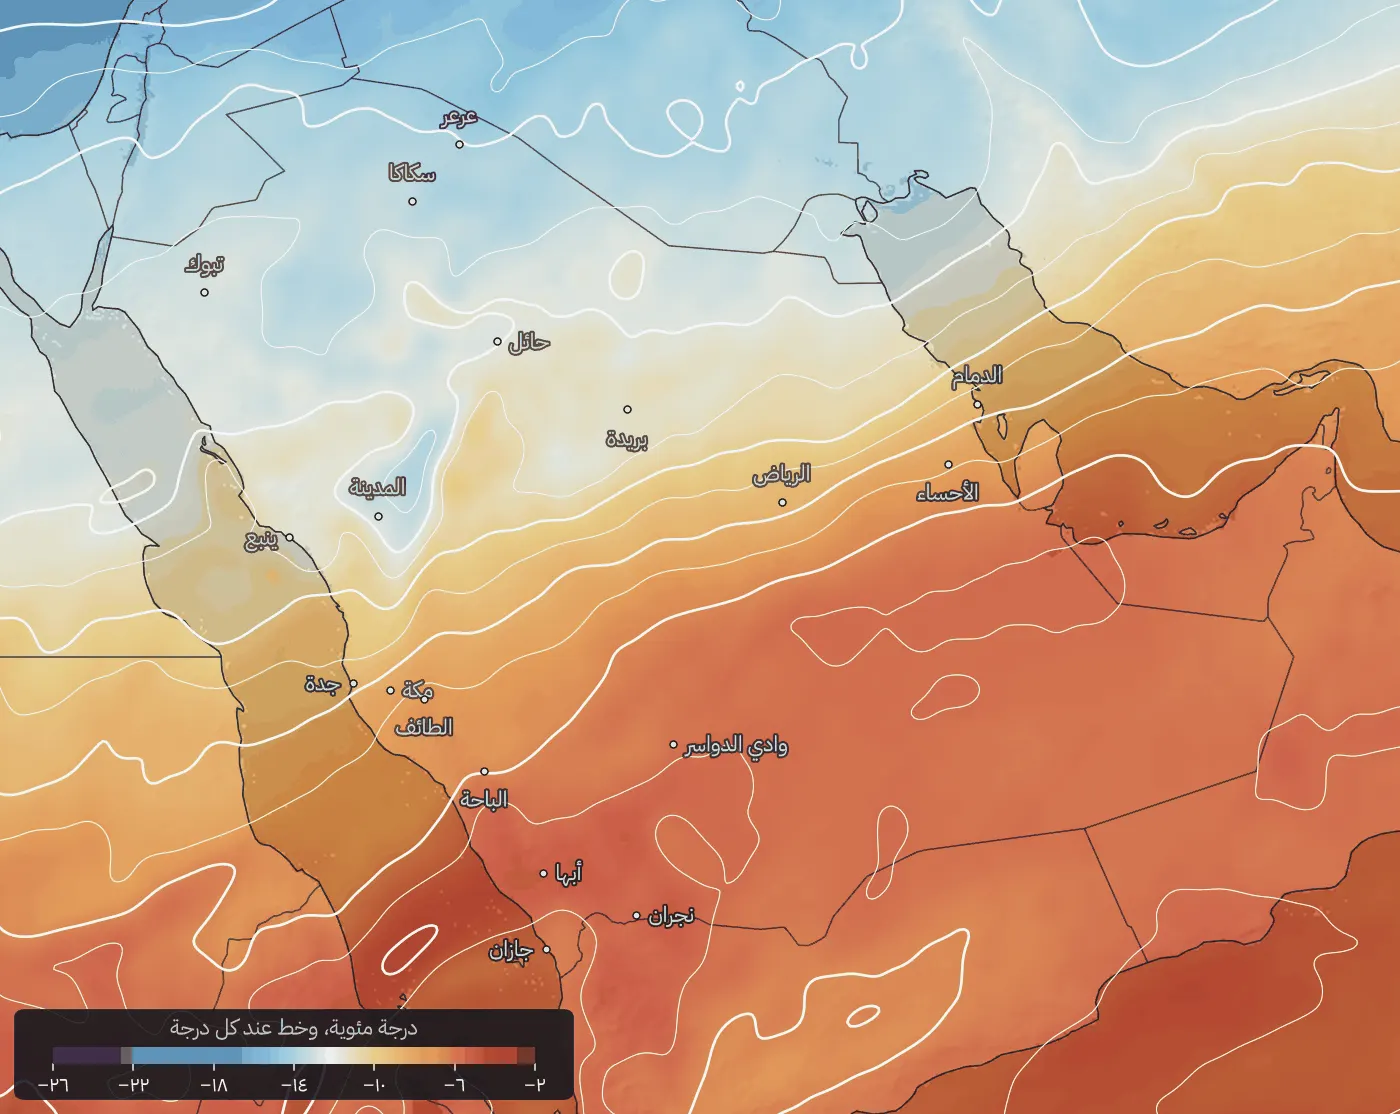 عرعر
سكاكا
تبوك
حائل
الدمام
بريدة
الرياض
الأحساء
المدينة
ينبع
جدة
مكة
الطائف
وادي الدواسر
الباحة
أبها
نجران
جازان
درجة مئوية، وخط عند كل درجة
−٢٦ −٢٢ −١٨ −١٤ −١٠ −٦ −٢